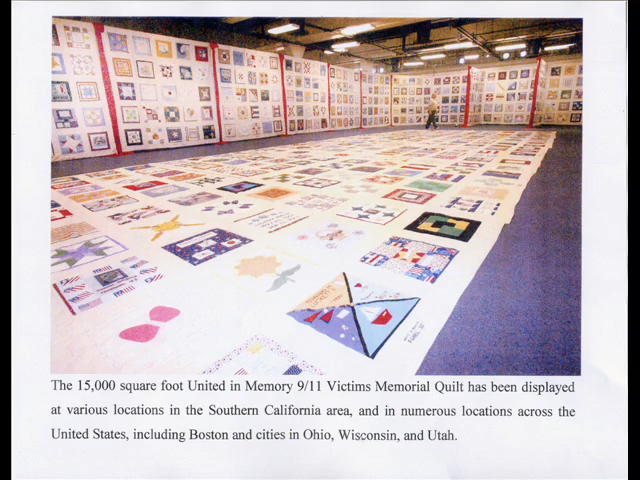 The 15,000 square foot United in Memory 9/11 Victims Memorial Quilt has been displayed
at various locations in the Southern California area, and in numerous locations across the
United States, including Boston and cities in Ohio, Wisconsin, and Utah.